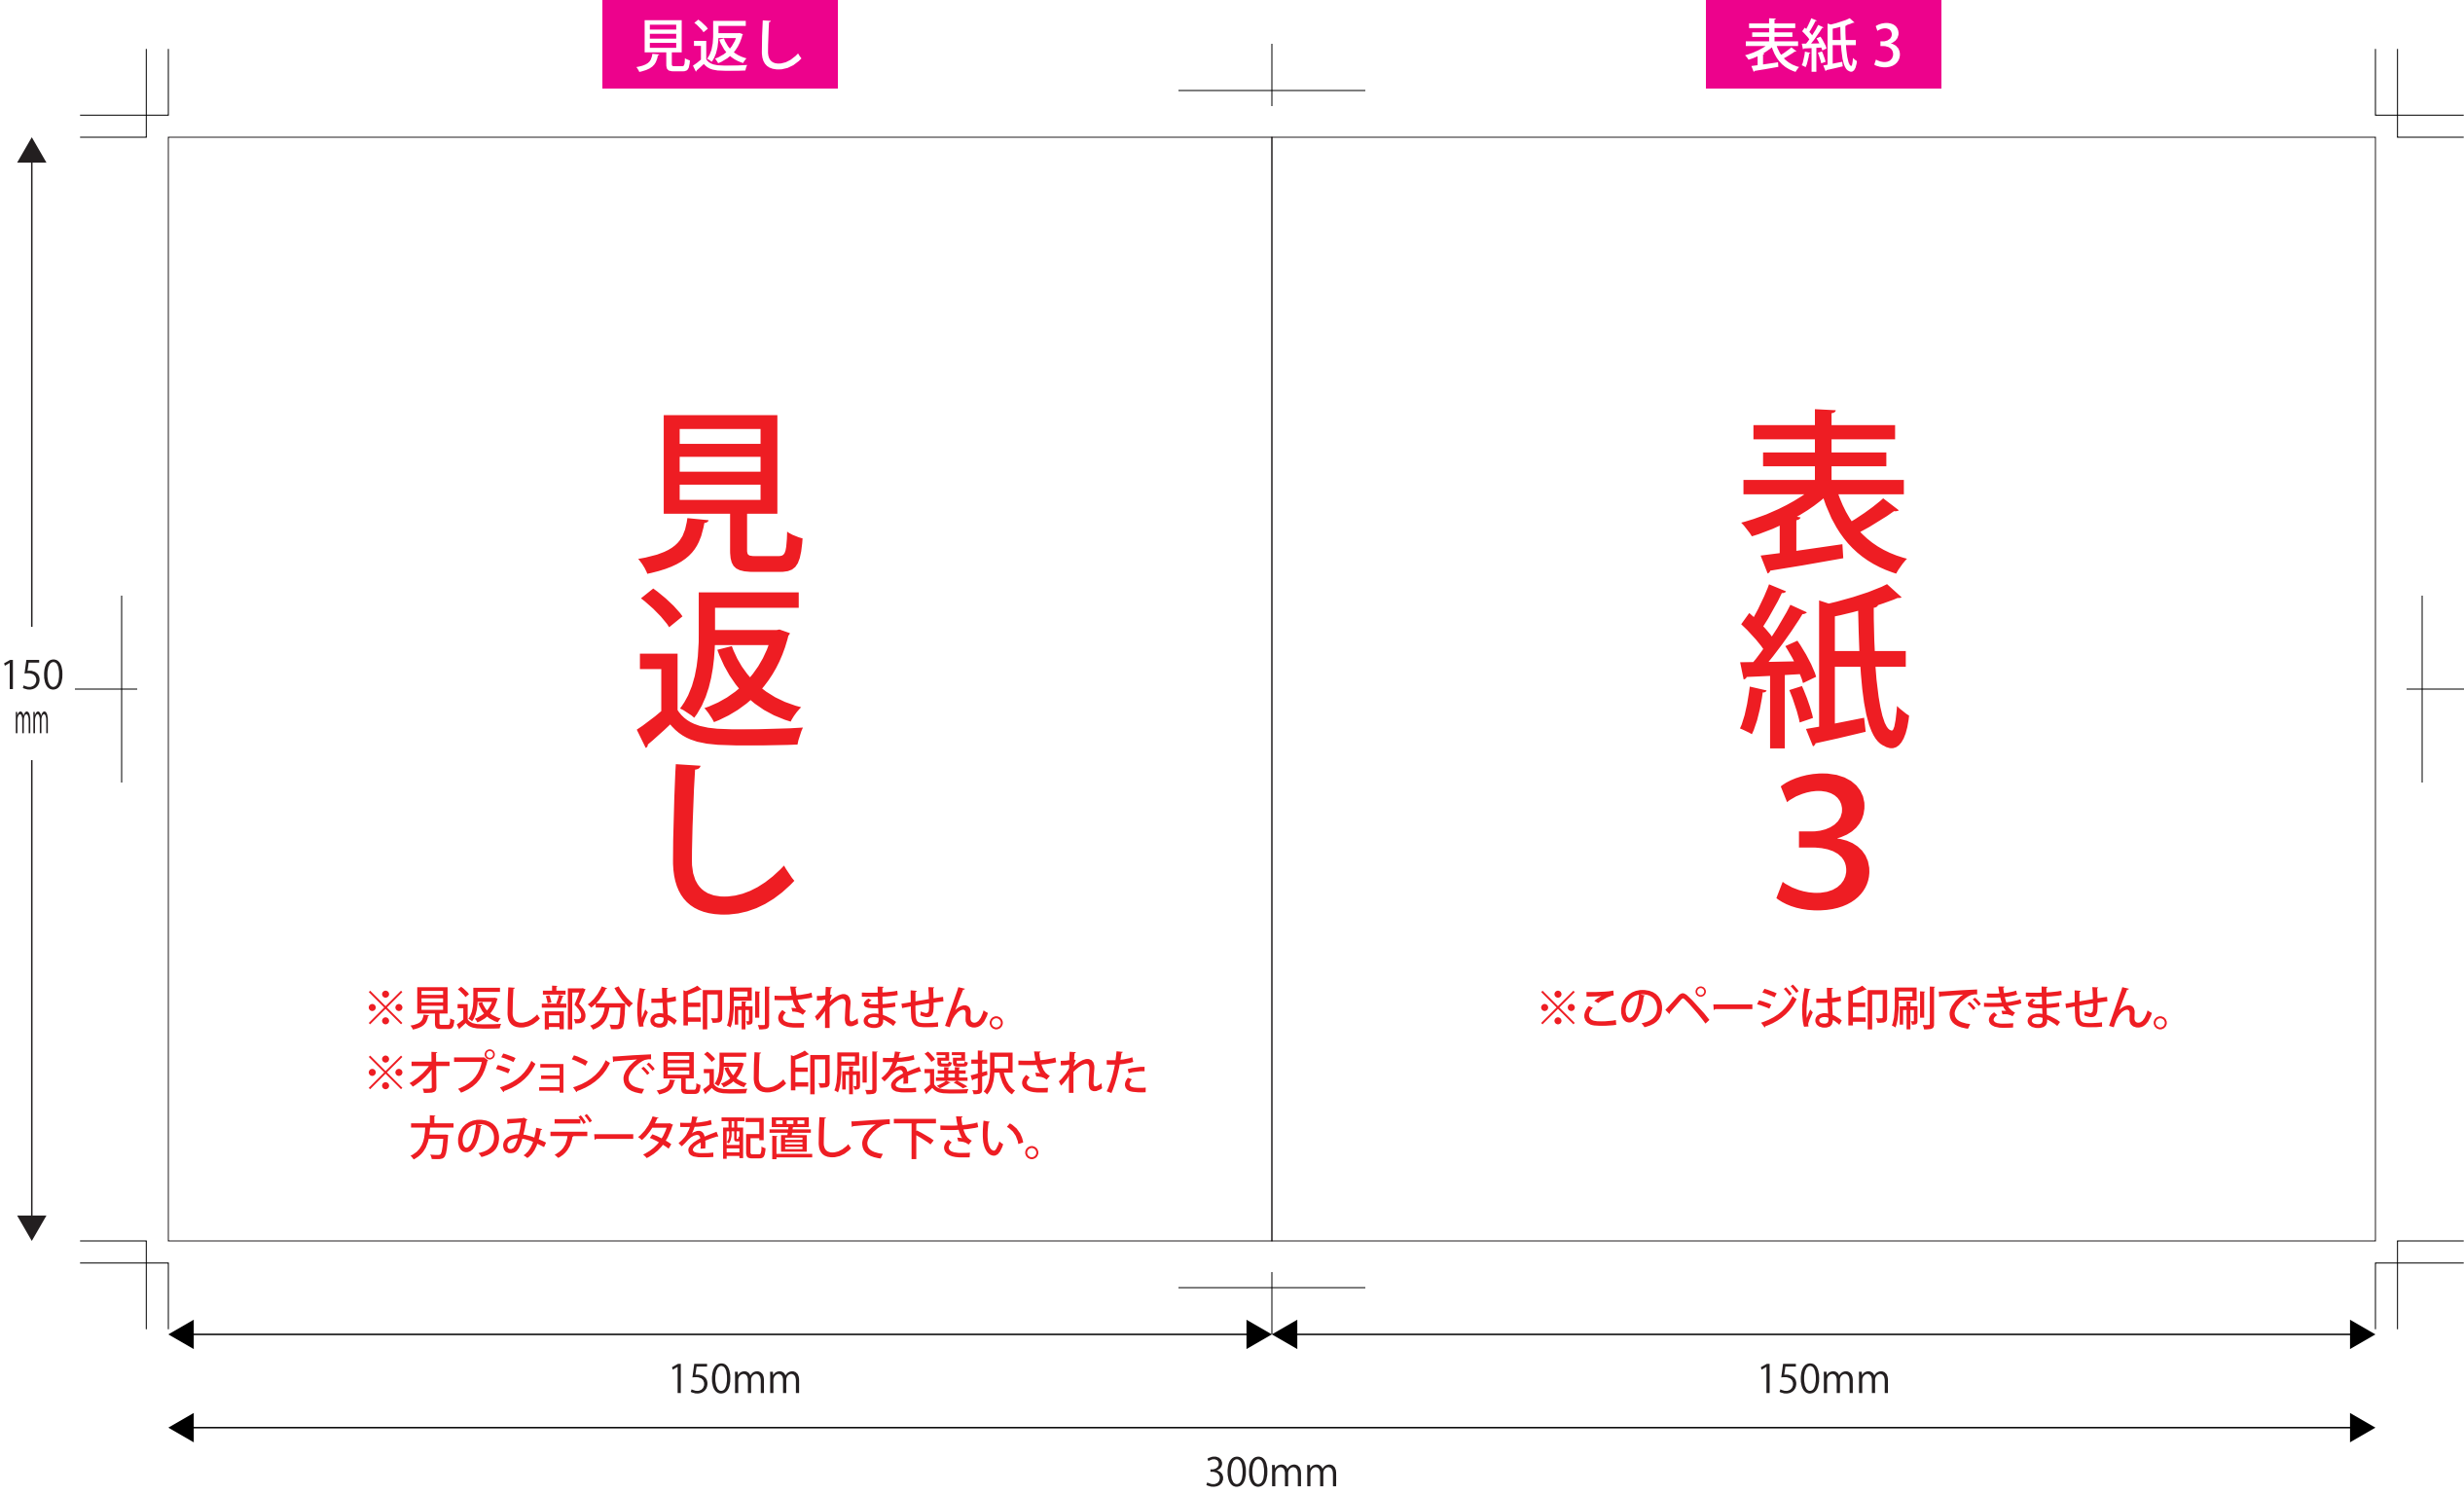 見返し
表紙 3
見返し
※見返し部分は印刷されません。
※オプションで見返し印刷を選択された
方のみデータを配置して下さい。
表紙3
※このページは印刷できません。
150
mm
150mm
150mm
300mm